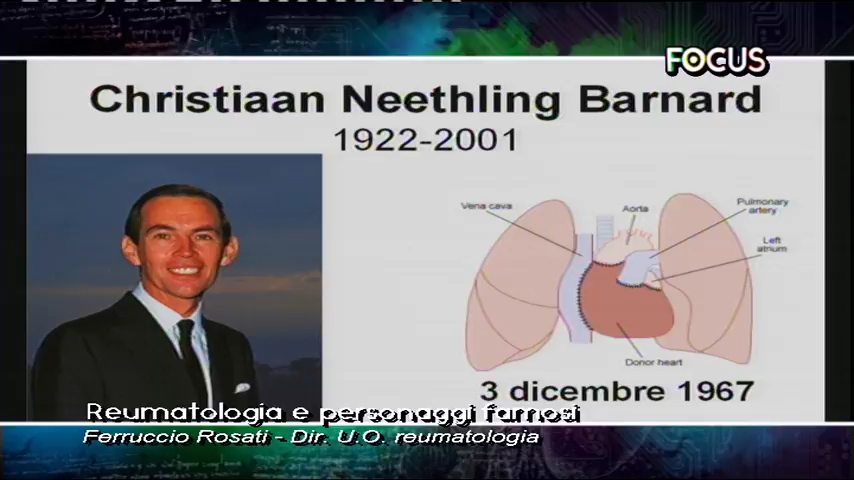 FOCUS
Christiaan Neethling Barnard
1922-2001
Vena cava
Aorta
Pulmonary
artery
Left
atrium
Donor heart
3 dicembre 1967
Reumatologia e personaggi famosi
Ferruccio Rosati - Dir. U.O. reumatologia